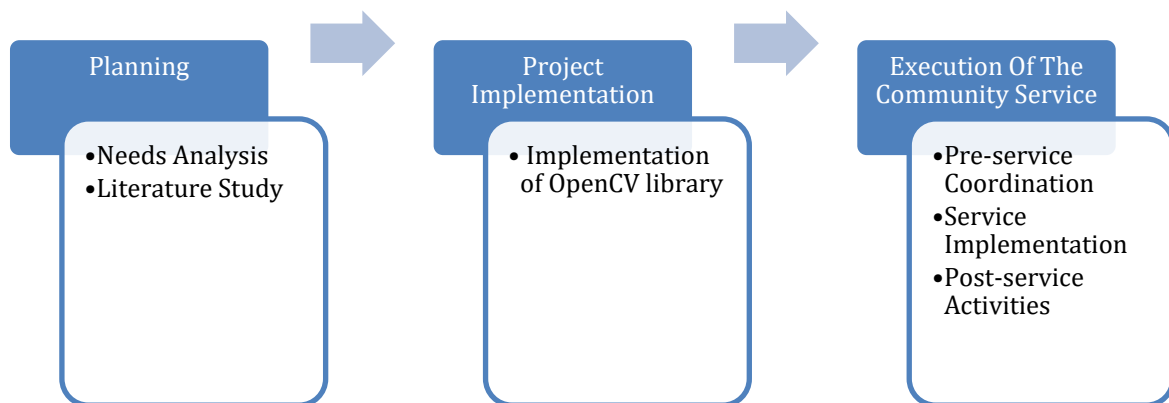 Planning
•Needs Analysis
•Literature Study
Project
Implementation
• Implementation
of OpenCV library
Execution Of The
Community Service
•Pre-service
Coordination
•Service
Implementation
•Post-service
Activities